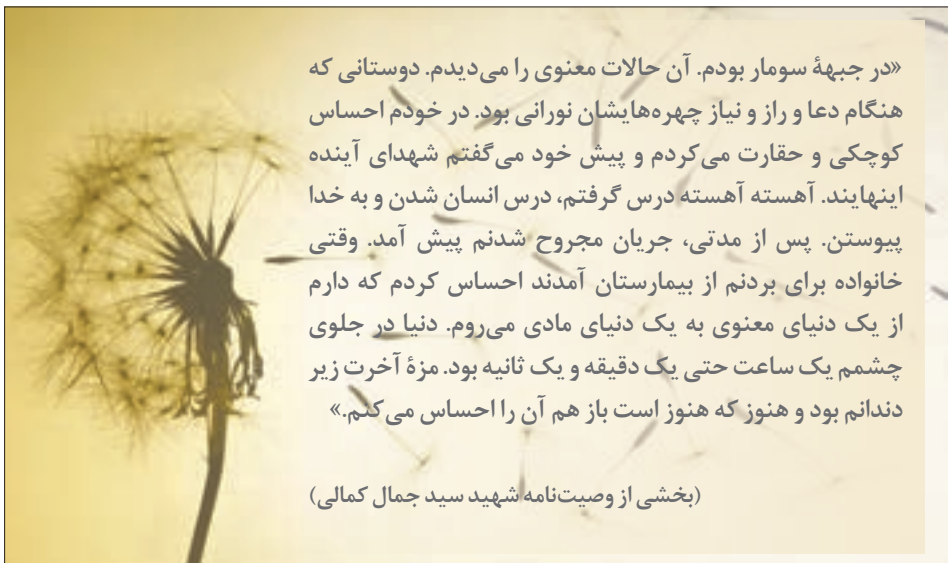 «در جبههٔ سومار بودم. آن حالات معنوی را می‌دیدم. دوستانی که
هنگام دعا و راز و نیاز چهره‌هایشان نورانی بود. در خودم احساس
کوچکی و حقارت می‌کردم و پیش خود می‌گفتم شهدای آینده
اینهایند. آهسته آهسته درس گرفتم، درس انسان شدن و به خدا
پیوستن. پس از مدتی، جریان مجروح شدنم پیش آمد. وقتی
خانواده برای بردنم از بیمارستان آمدند احساس کردم که دارم
از یک دنیای معنوی به یک دنیای مادی می‌روم. دنیا در جلوی
چشمم یک ساعت حتی یک دقیقه و یک ثانیه بود. مزهٔ آخرت زیر
دندانم بود و هنوز که هنوز است باز هم آن را احساس می‌کنم.»
(بخشی از وصیت‌نامه شهید سید جمال کمالی)